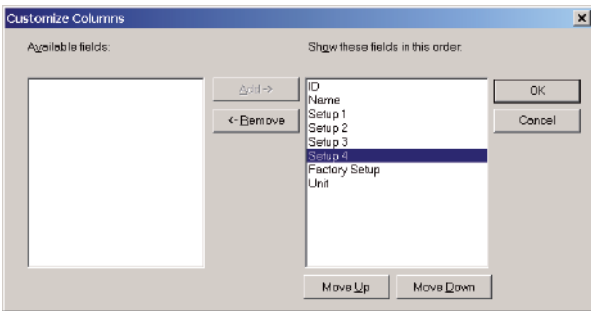 Customize Columns
Available fields:
Show these fields in this order:
Add ->
<- Remove
ID
Name
Setup 1
Setup 2
Setup 3
Setup 4
Factory Setup
Unit
OK
Cancel
Move Up
Move Down